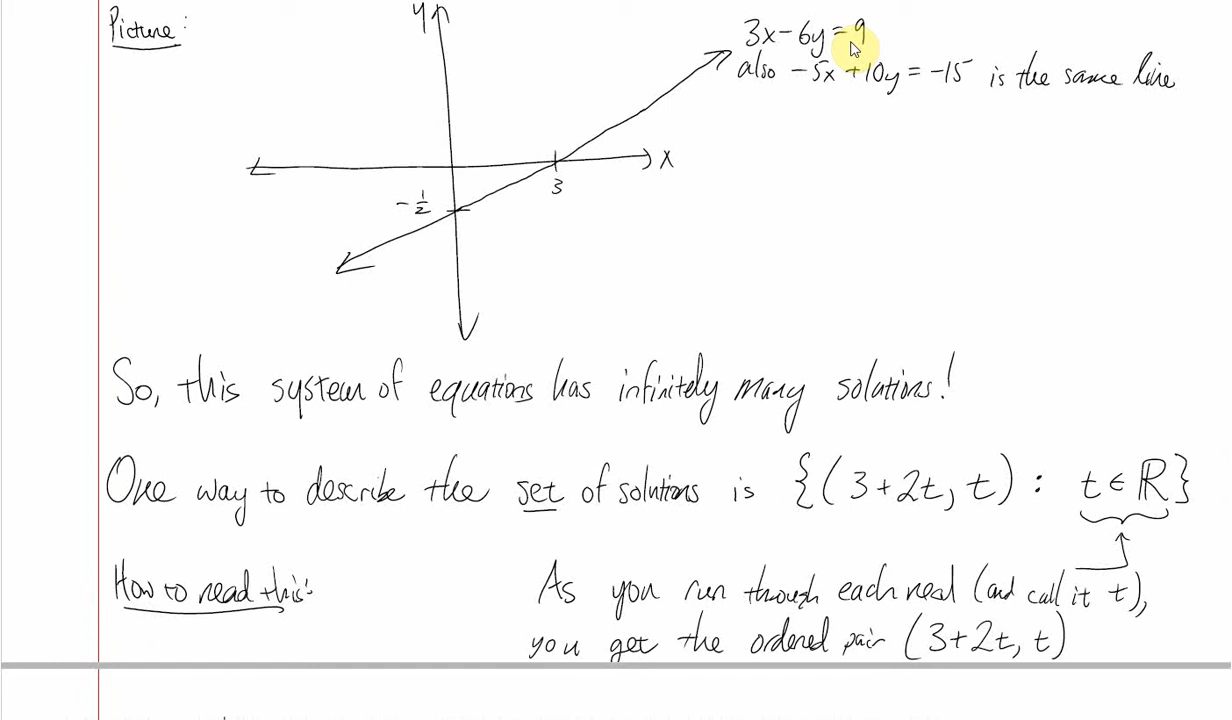 Picture:
y
3x - 6y = 9
also -5x + 10y = -15 is the same line
x
3
-1/2
So, this system of equations has infinitely many solutions!
One way to describe the set of solutions is {(3+2t, t) : t ∈ ℝ}
How to read this:
As you run through each real (and call it t),
you get the ordered pair (3+2t, t)